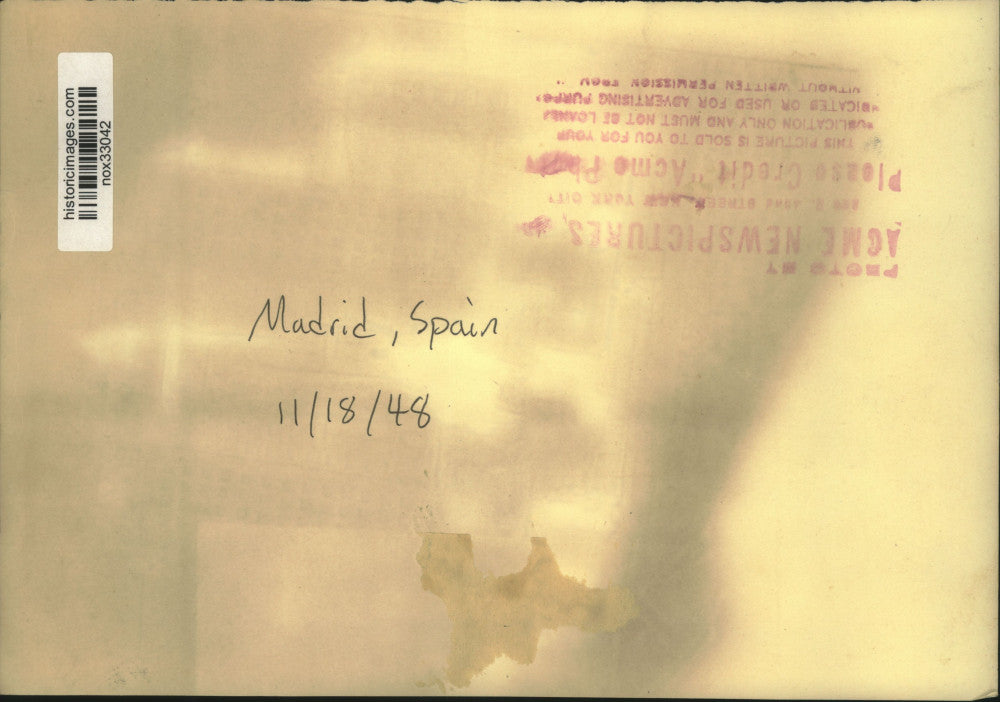 historicimages.com
nox33042
Madrid, Spain
11/18/48
PHOTO BY
ACME NEWSPICTURES,
STREET, NEW YORK CITY
Please Credit "Acme
THIS PICTURE IS SOLD TO YOU FOR YOUR
PUBLICATION ONLY AND MUST NOT BE LOANED
OR USED FOR ADVERTISING
WITHOUT WRITTEN PERMISSION FROM